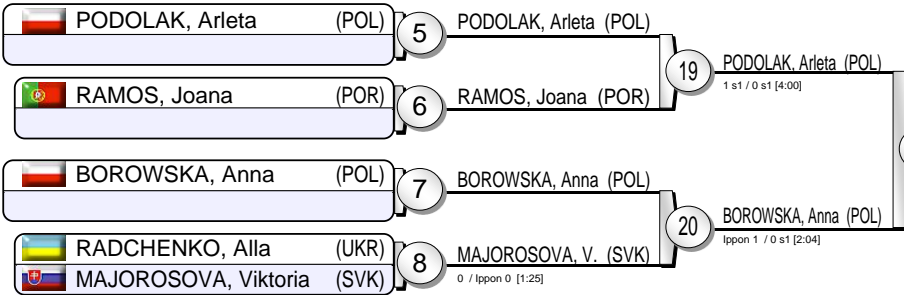 PODOLAK, Arleta (POL)
5
PODOLAK, Arleta (POL)
19
PODOLAK, Arleta (POL)
1 s1 / 0 s1 [4:00]
RAMOS, Joana (POR)
6
RAMOS, Joana (POR)
BOROWSKA, Anna (POL)
7
BOROWSKA, Anna (POL)
20
BOROWSKA, Anna (POL)
Ippon 1 / 0 s1 [2:04]
RADCHENKO, Alla (UKR)
8
MAJOROSOVA, V. (SVK)
0 / Ippon 0 [1:25]
MAJOROSOVA, Viktoria (SVK)